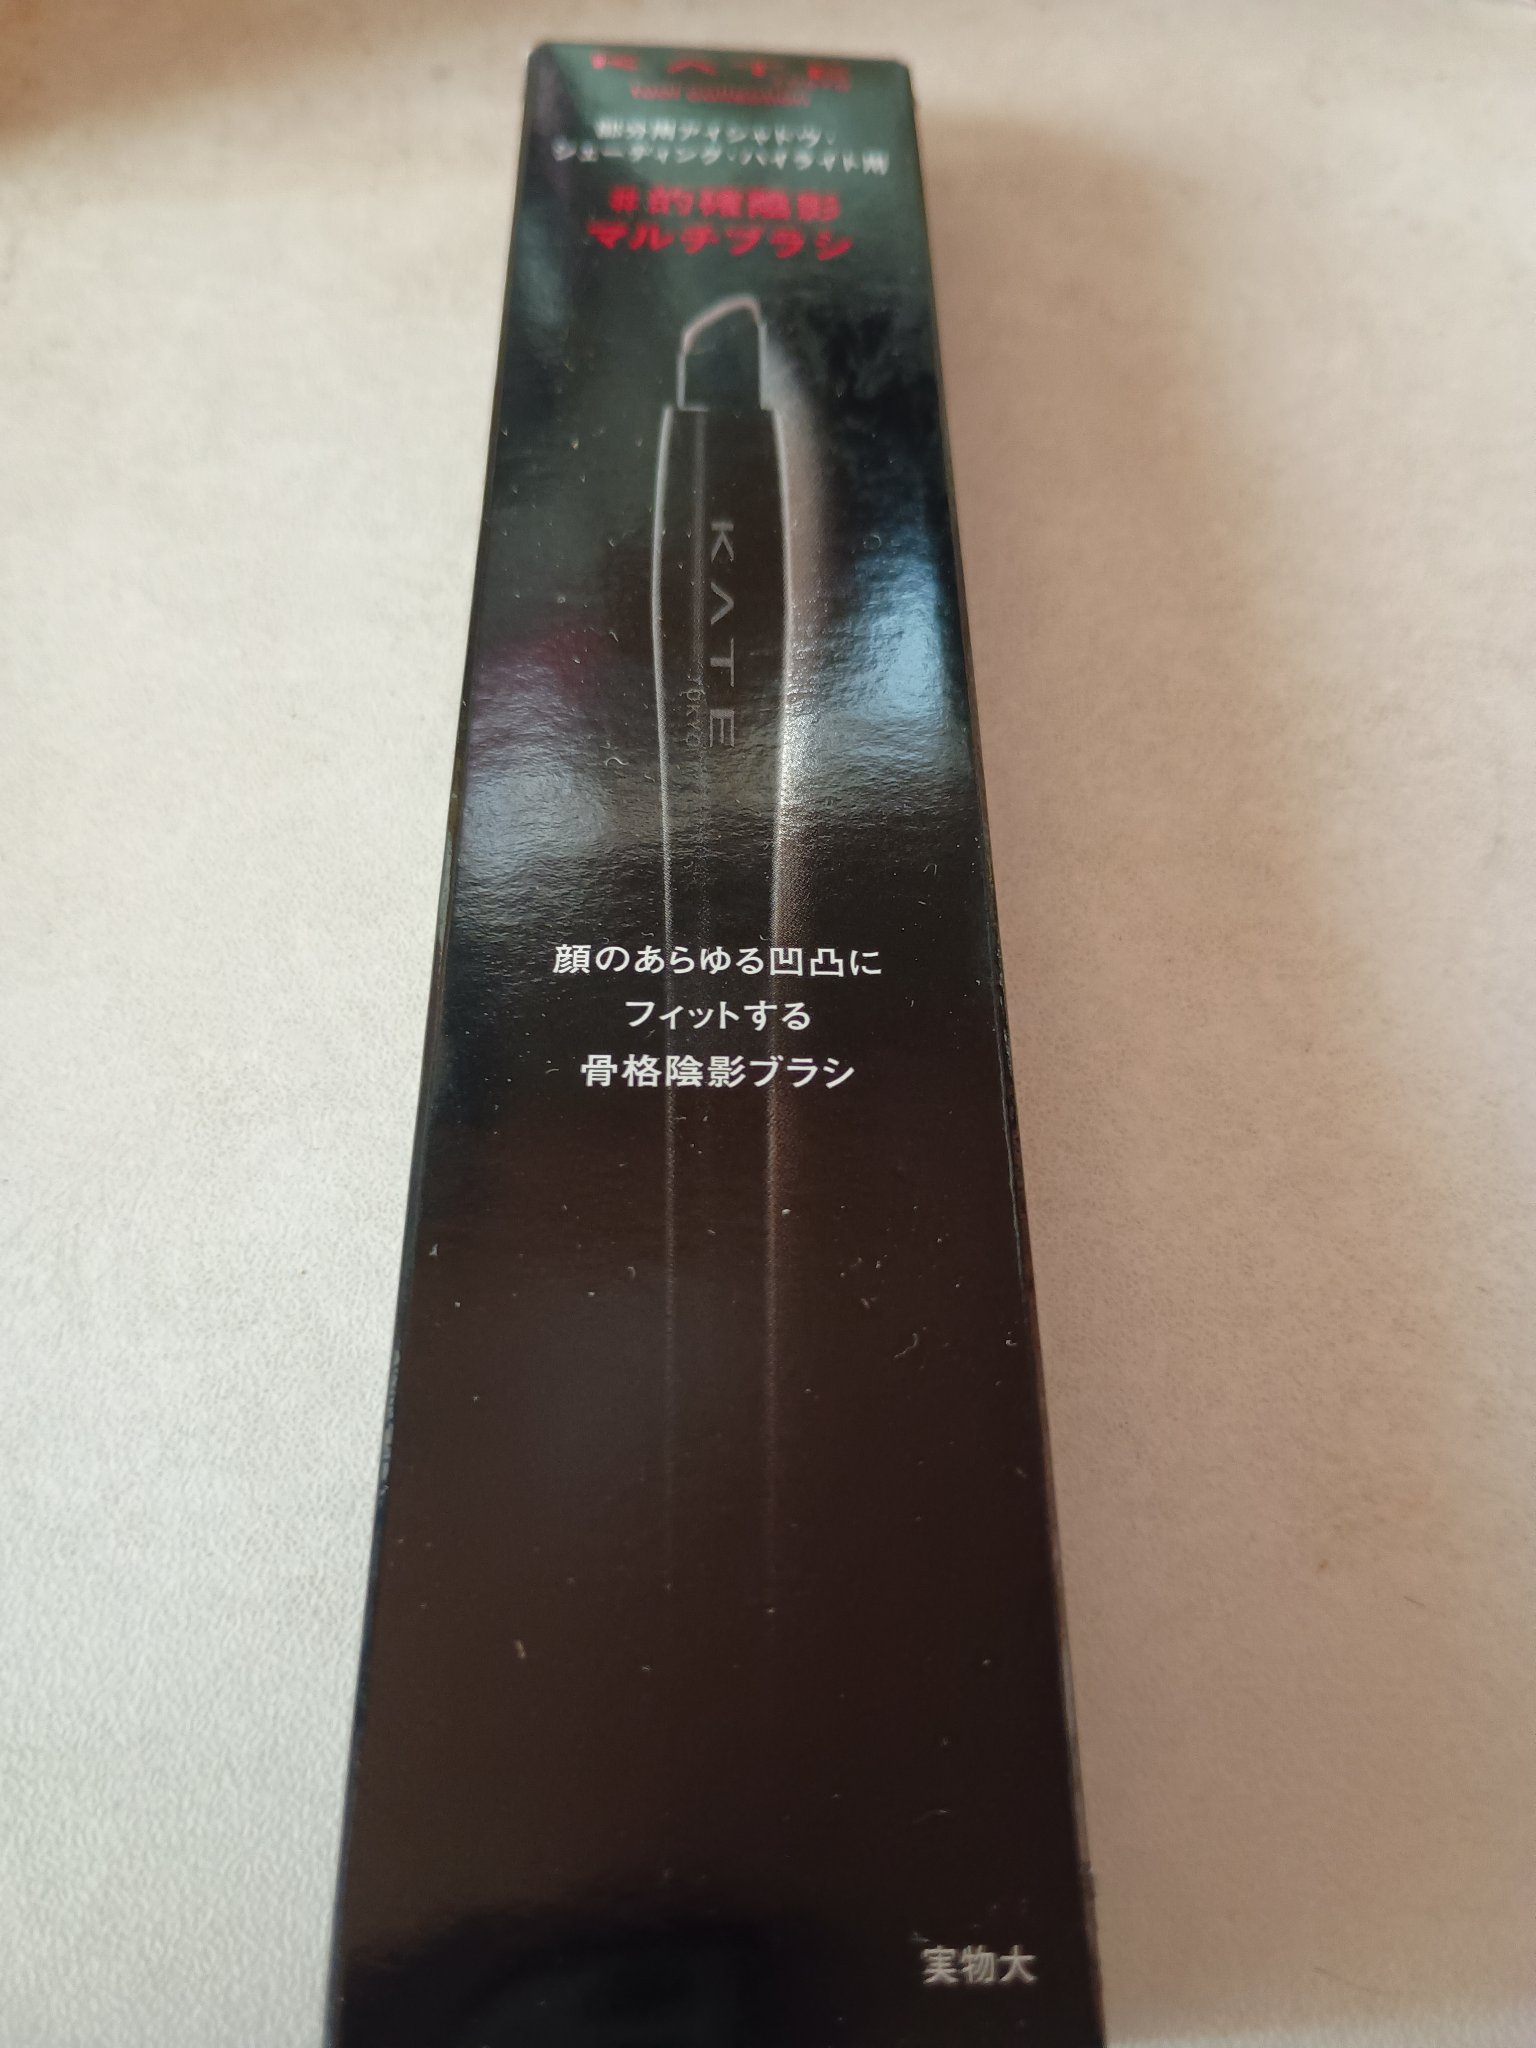 KATE
部分用アイシャドウ・
シェーディング・ハイライト用
#的確陰影
マルチブラシ
KATE
TOKYO
顔のあらゆる凹凸に
フィットする
骨格陰影ブラシ
実物大